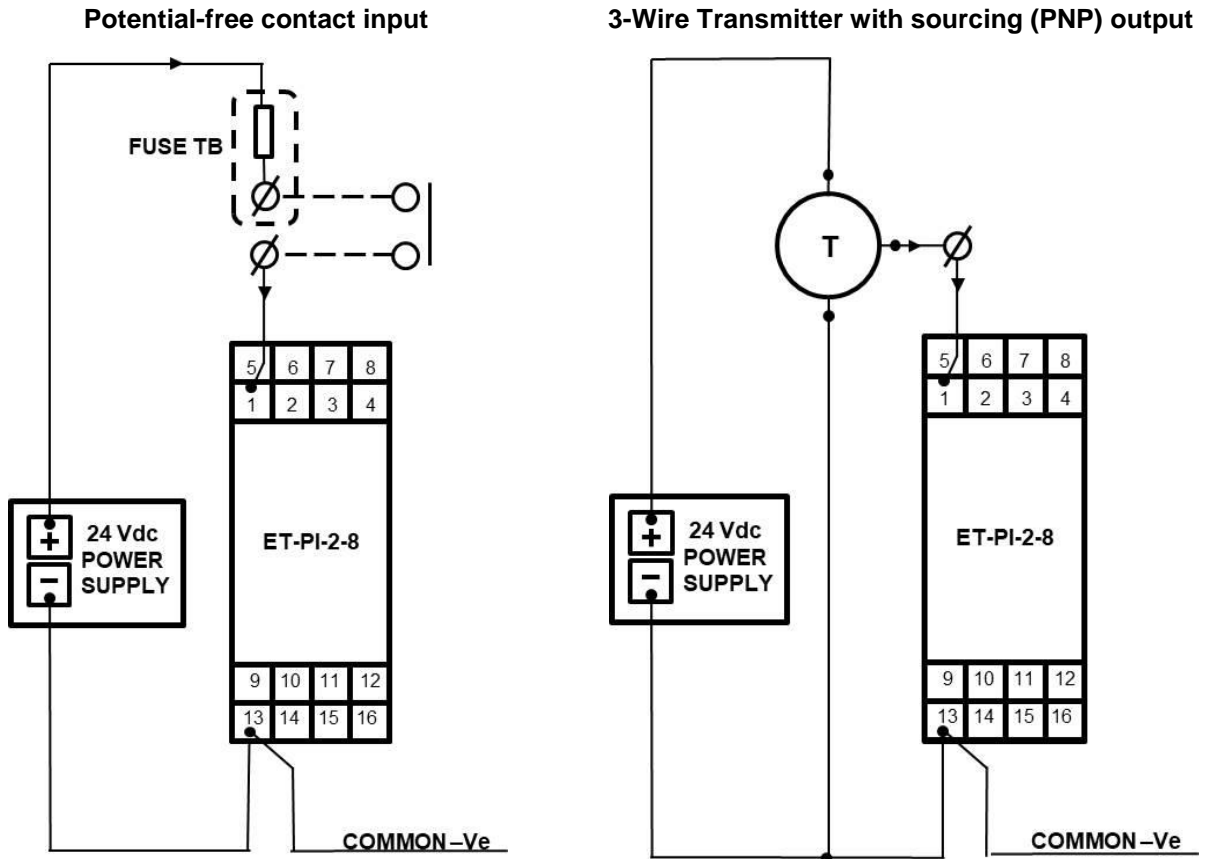 Potential-free contact input
FUSE TB
5 6 7 8
1 2 3 4
24 Vdc
+ POWER
− SUPPLY
ET-PI-2-8
9 10 11 12
13 14 15 16
COMMON –Ve
3-Wire Transmitter with sourcing (PNP) output
T
5 6 7 8
1 2 3 4
24 Vdc
+ POWER
− SUPPLY
ET-PI-2-8
9 10 11 12
13 14 15 16
COMMON –Ve